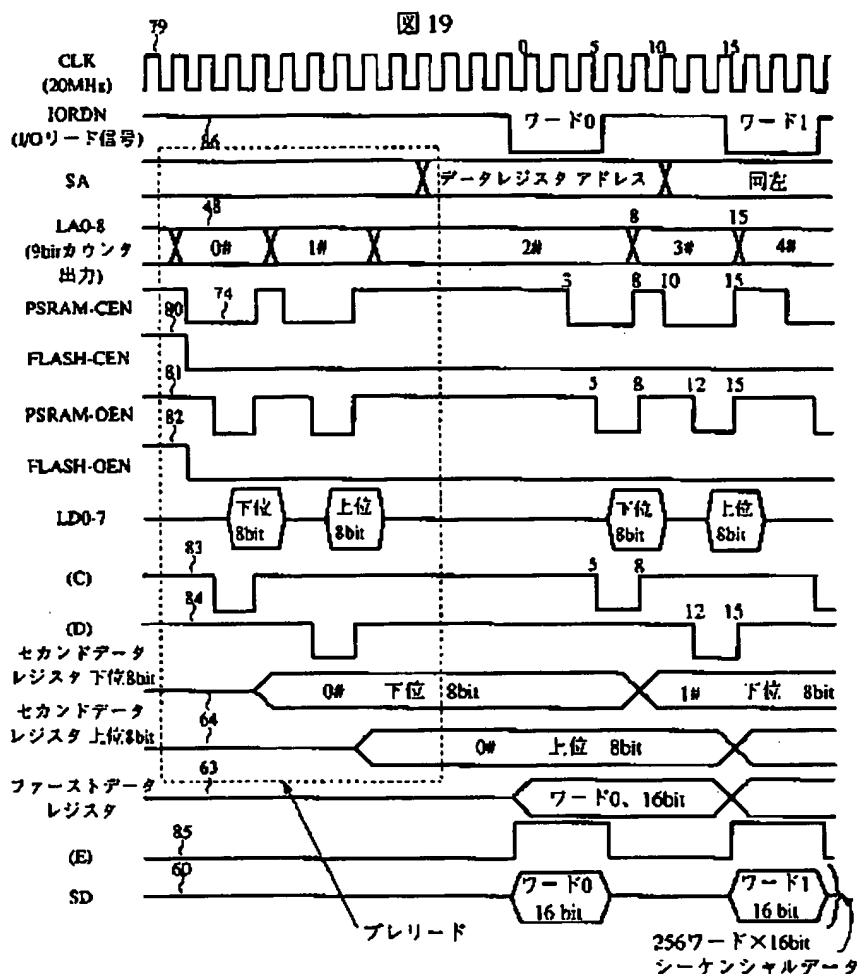 図 19
79
CLK
(20MHz)
0 5 10 15
IORDN
(I/Oリード信号)
86
ワード0
ワード1
SA
データレジスタ アドレス
同左
48
LA0-8
(9birカウンタ
出力)
0#
1#
2#
8
3#
15
4#
74
PSRAM-CEN
3 8 10 15
80
FLASH-CEN
81
PSRAM-OEN
5 8 12 15
82
FLASH-OEN
LD0-7
下位
8bit
上位
8bit
下位
8bit
上位
8bit
83
(C)
5 8
84
(D)
12 15
セカンドデータ
レジスタ 下位8bit
0# 下位 8bit
1# 下位 8bit
64
セカンドデータ
レジスタ 上位8bit
0# 上位 8bit
63
ファーストデータ
レジスタ
ワード0、16bit
85
(E)
60
SD
ワード0
16 bit
ワード1
16 bit
プレリード
256ワード×16bit
シーケンシャルデータ